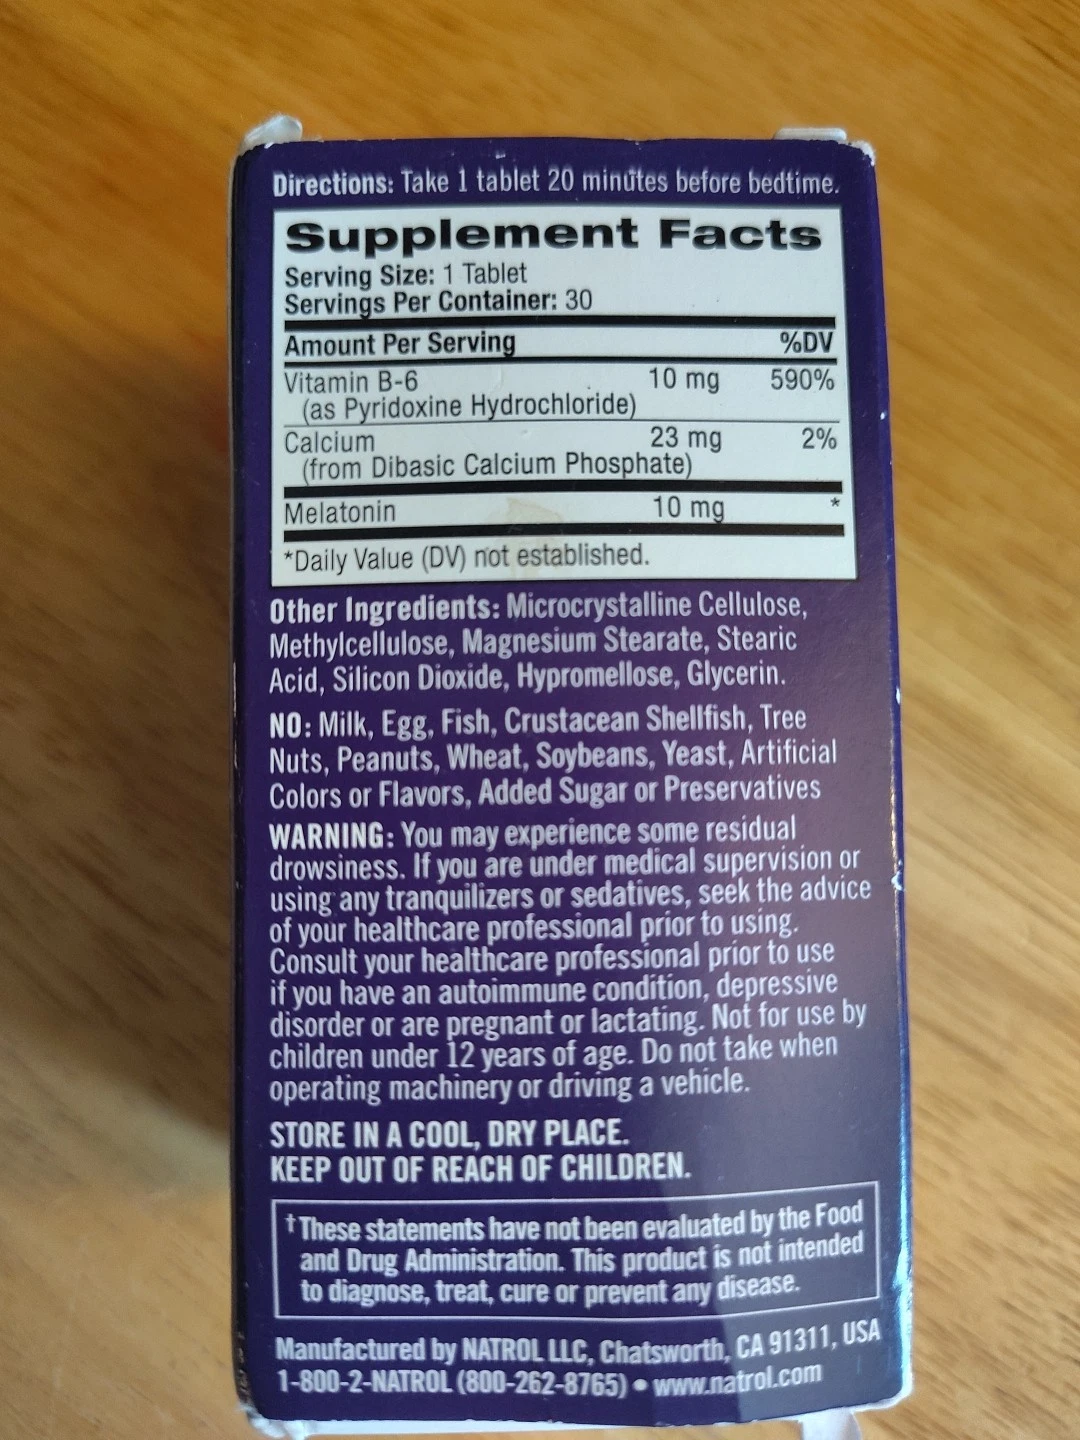 Directions: Take 1 tablet 20 minutes before bedtime.
Supplement Facts
Serving Size: 1 Tablet
Servings Per Container: 30
Amount Per Serving %DV
Vitamin B-6 10 mg 590%
(as Pyridoxine Hydrochloride)
Calcium 23 mg 2%
(from Dibasic Calcium Phosphate)
Melatonin 10 mg *
*Daily Value (DV) not established.
Other Ingredients: Microcrystalline Cellulose,
Methylcellulose, Magnesium Stearate, Stearic
Acid, Silicon Dioxide, Hypromellose, Glycerin.
NO: Milk, Egg, Fish, Crustacean Shellfish, Tree
Nuts, Peanuts, Wheat, Soybeans, Yeast, Artificial
Colors or Flavors, Added Sugar or Preservatives
WARNING: You may experience some residual
drowsiness. If you are under medical supervision or
using any tranquilizers or sedatives, seek the advice
of your healthcare professional prior to using.
Consult your healthcare professional prior to use
if you have an autoimmune condition, depressive
disorder or are pregnant or lactating. Not for use by
children under 12 years of age. Do not take when
operating machinery or driving a vehicle.
STORE IN A COOL, DRY PLACE.
KEEP OUT OF REACH OF CHILDREN.
†These statements have not been evaluated by the Food
and Drug Administration. This product is not intended
to diagnose, treat, cure or prevent any disease.
Manufactured by NATROL LLC, Chatsworth, CA 91311, USA
1-800-2-NATROL (800-262-8765) • www.natrol.com